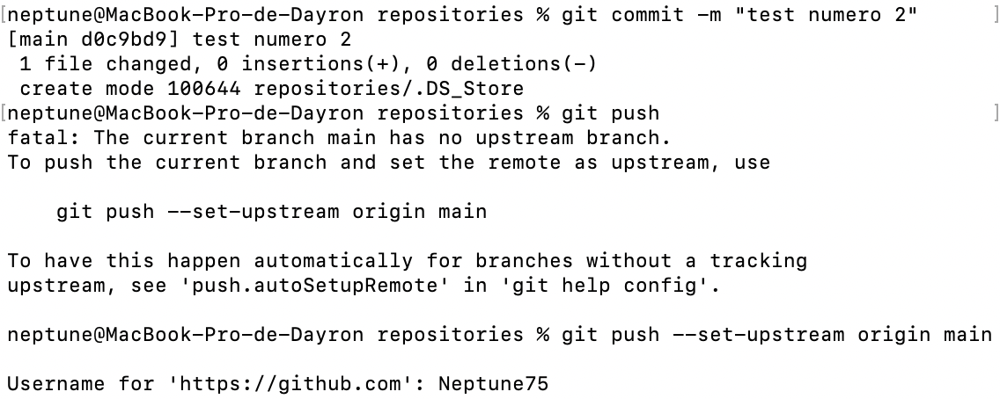 [neptune@MacBook-Pro-de-Dayron repositories % git commit -m "test numero 2" ]
[main d0c9bd9] test numero 2
 1 file changed, 0 insertions(+), 0 deletions(-)
 create mode 100644 repositories/.DS_Store
[neptune@MacBook-Pro-de-Dayron repositories % git push ]
fatal: The current branch main has no upstream branch.
To push the current branch and set the remote as upstream, use

    git push --set-upstream origin main

To have this happen automatically for branches without a tracking
upstream, see 'push.autoSetupRemote' in 'git help config'.

neptune@MacBook-Pro-de-Dayron repositories % git push --set-upstream origin main

Username for 'https://github.com': Neptune75